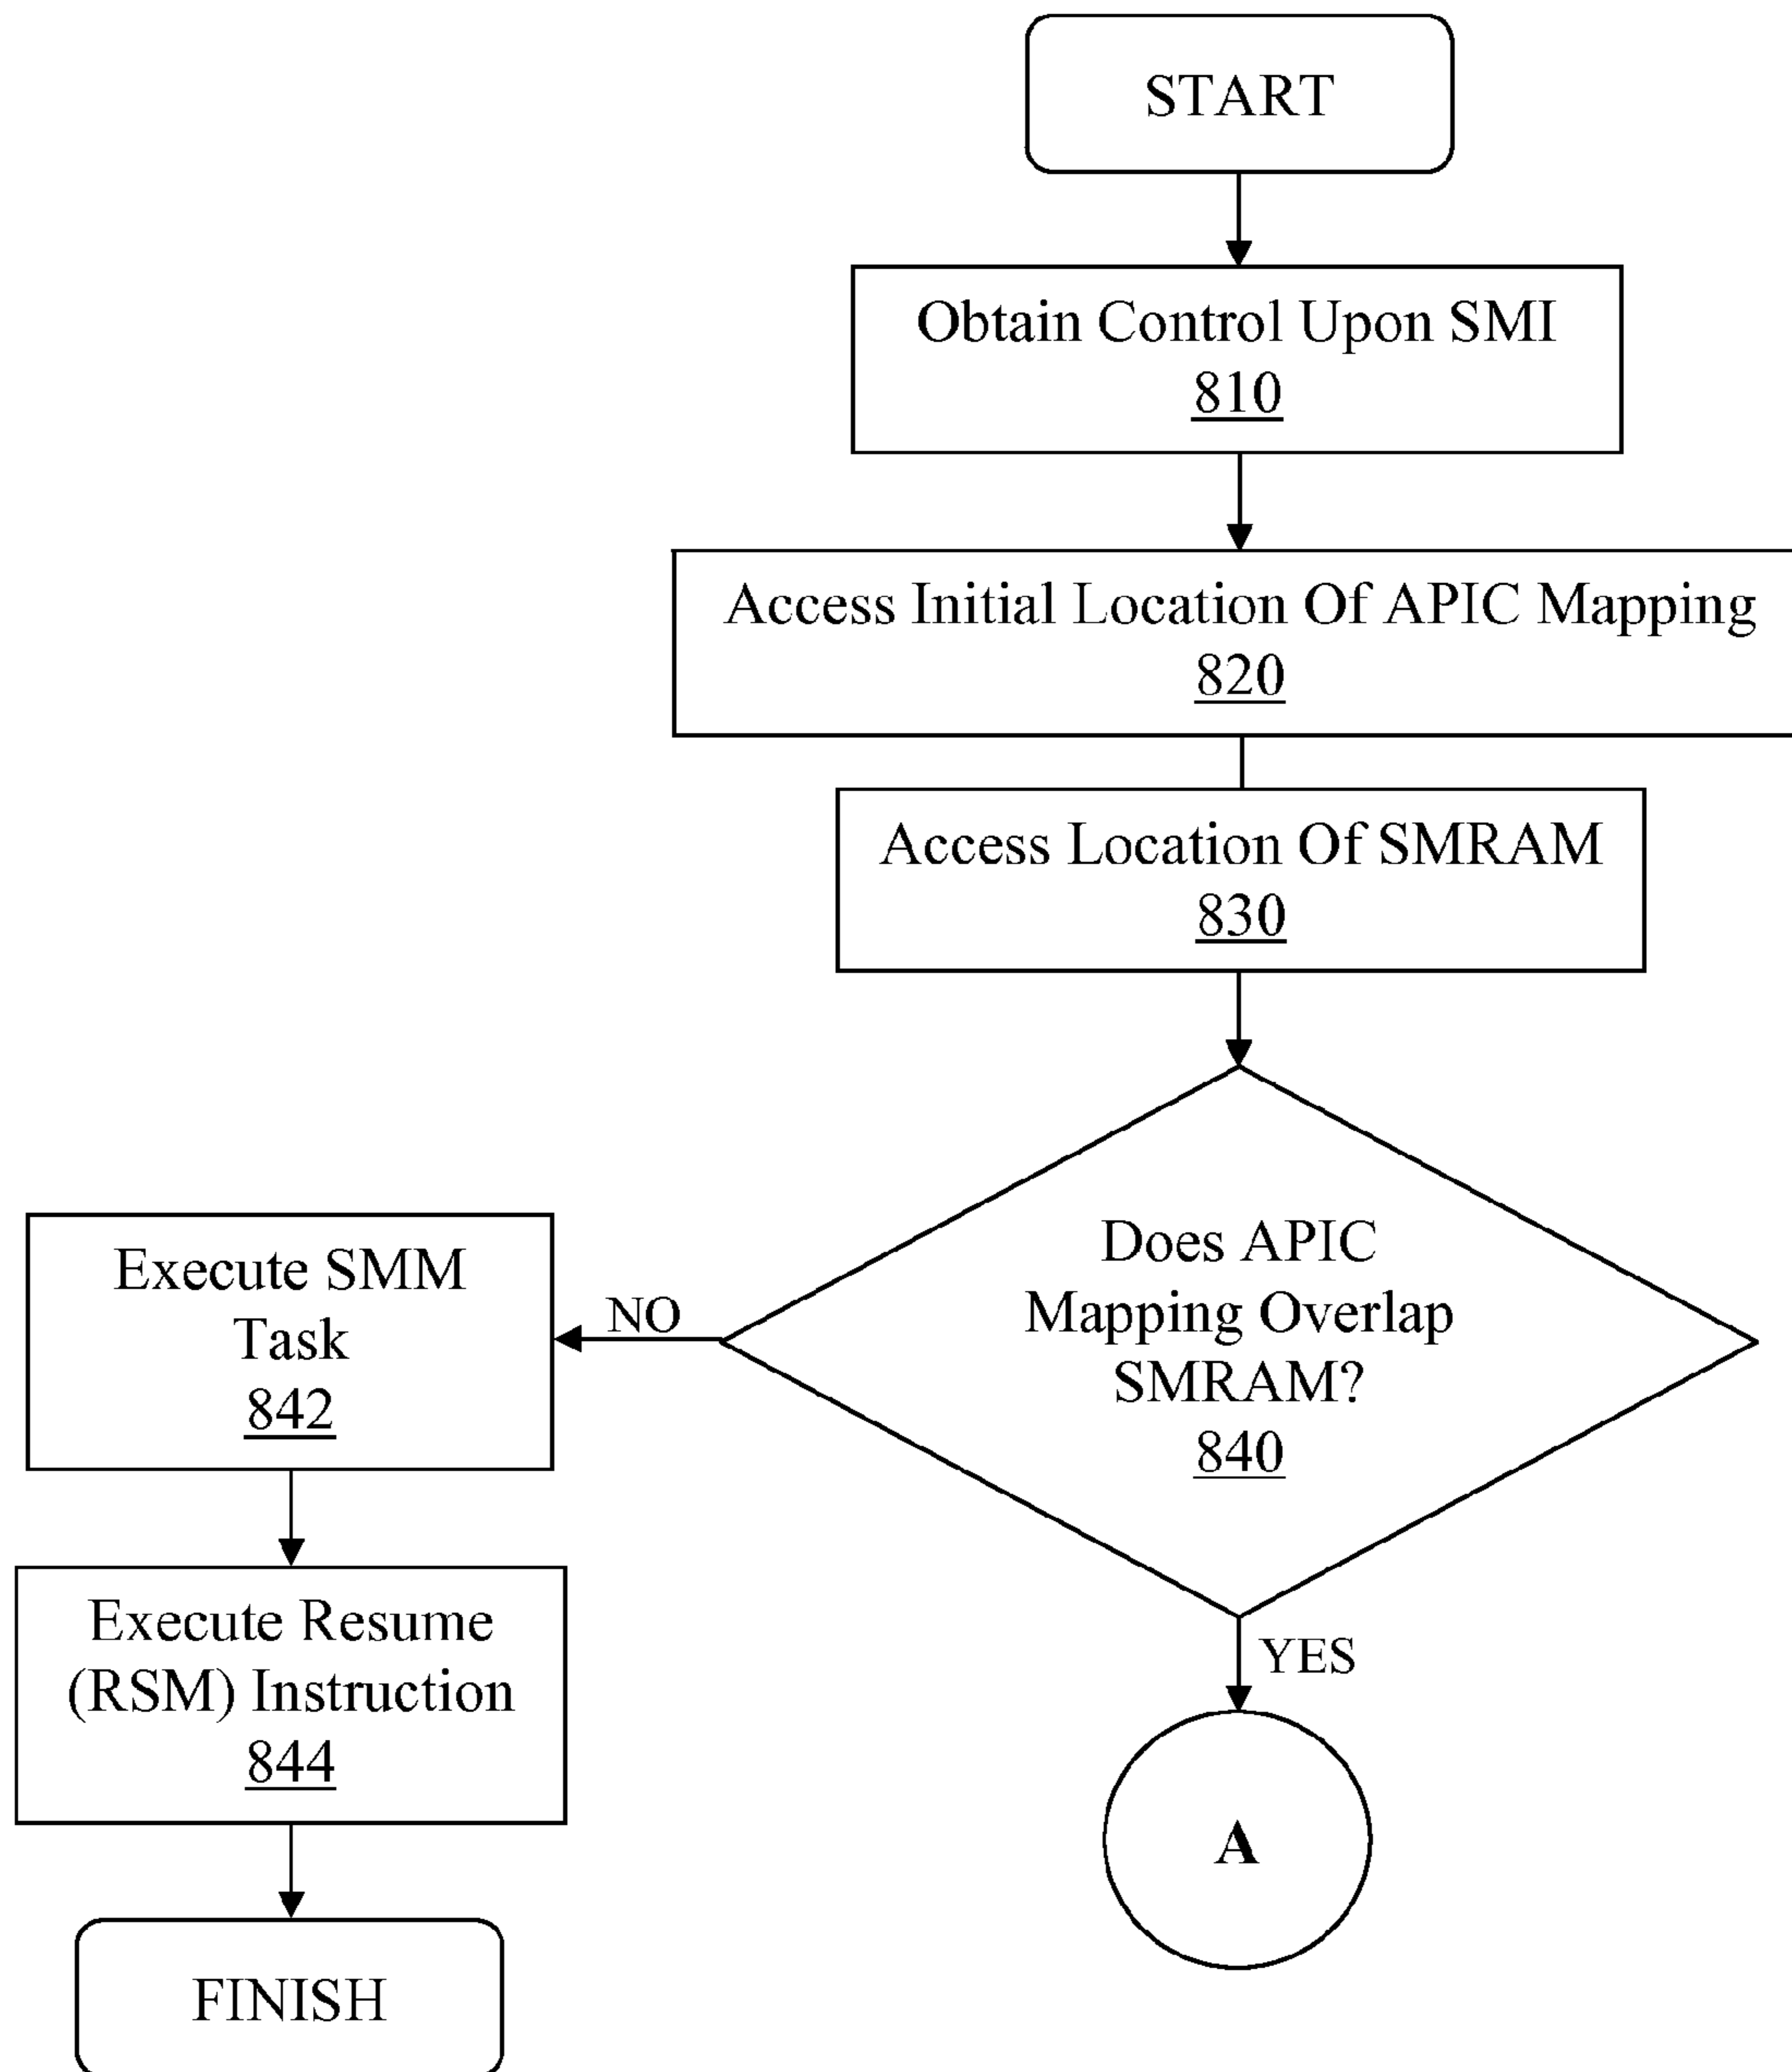 START
Obtain Control Upon SMI
810
Access Initial Location Of APIC Mapping
820
Access Location Of SMRAM
830
Does APIC
Mapping Overlap
SMRAM?
840
NO
Execute SMM
Task
842
Execute Resume
(RSM) Instruction
844
FINISH
YES
A